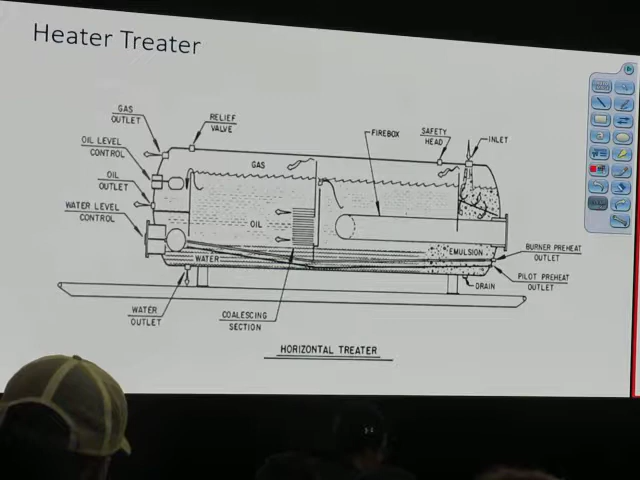 Heater Treater
GAS
OUTLET
RELIEF
VALVE
OIL LEVEL
CONTROL
OIL
OUTLET
WATER LEVEL
CONTROL
GAS
FIREBOX
SAFETY
HEAD
INLET
OIL
WATER
EMULSION
BURNER PREHEAT
OUTLET
PILOT PREHEAT
OUTLET
DRAIN
WATER
OUTLET
COALESCING
SECTION
HORIZONTAL TREATER